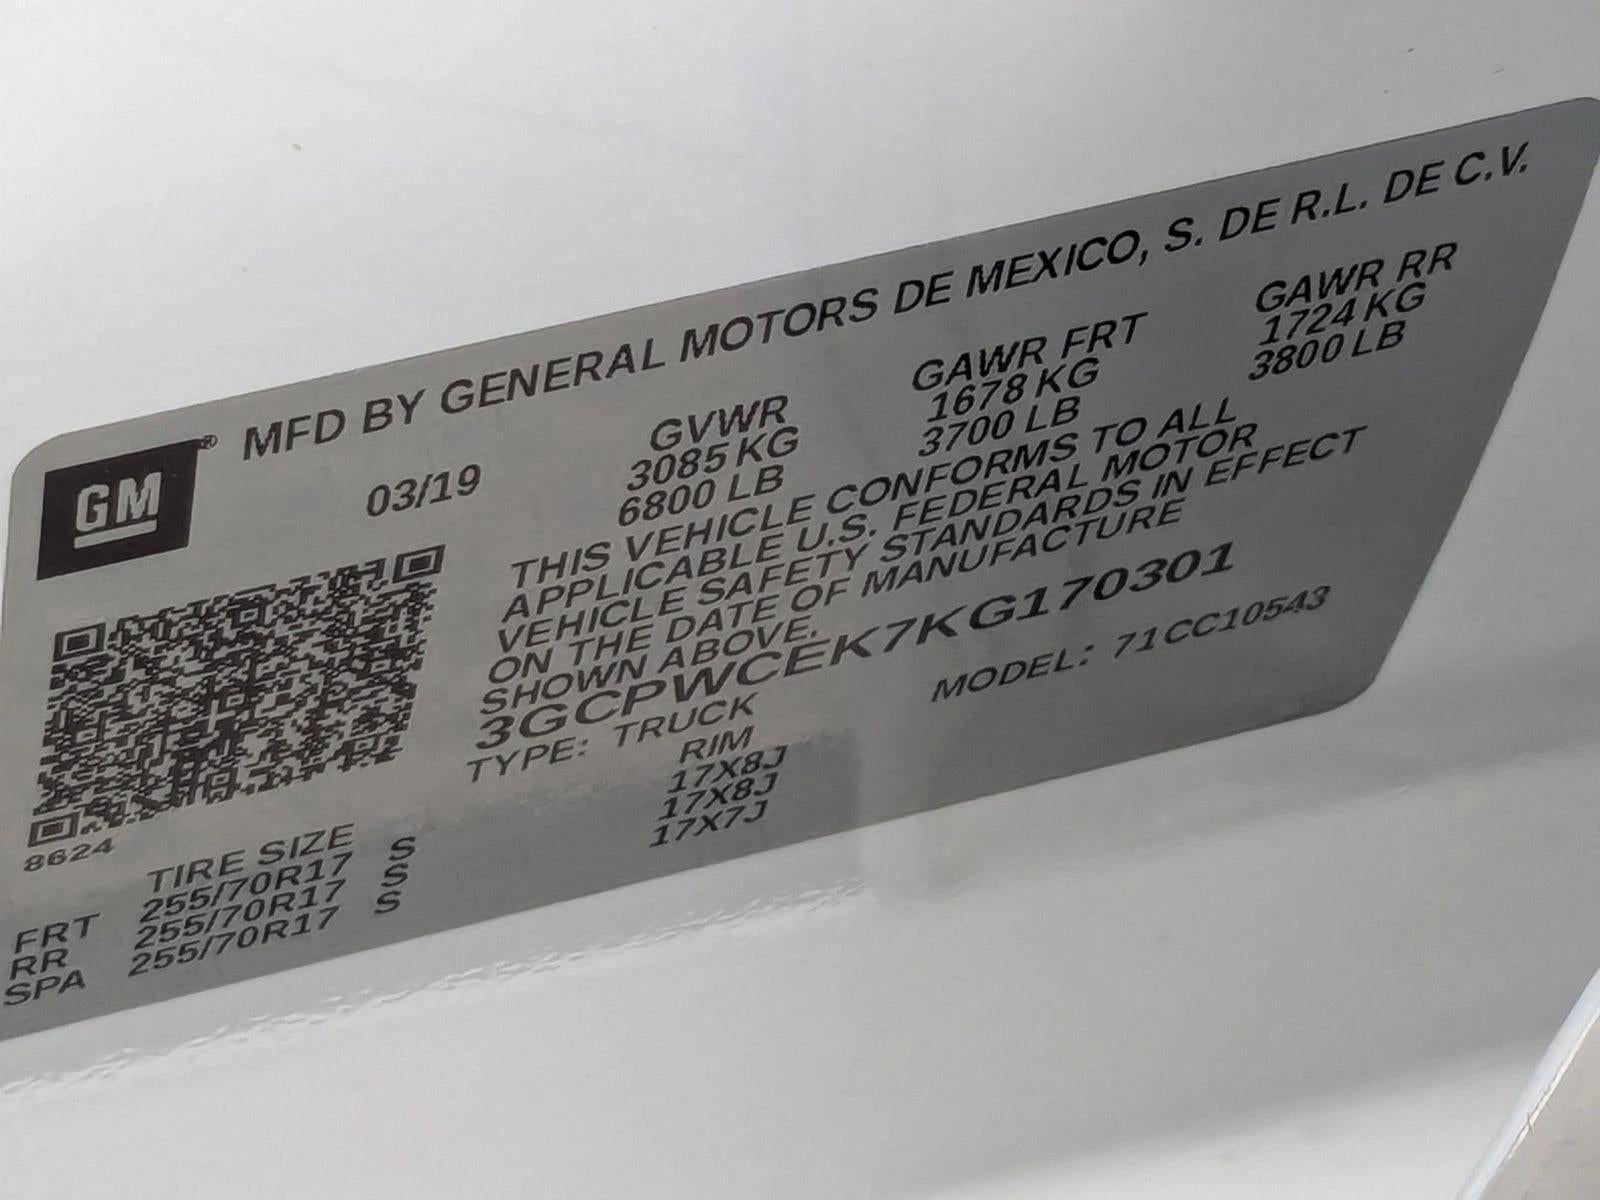 GM® MFD BY GENERAL MOTORS DE MEXICO, S. DE R.L. DE C.V.
03/19 GVWR GAWR FRT GAWR RR
3085 KG 1678 KG 1724 KG
6800 LB 3700 LB 3800 LB
THIS VEHICLE CONFORMS TO ALL
APPLICABLE U.S. FEDERAL MOTOR
VEHICLE SAFETY STANDARDS IN EFFECT
ON THE DATE OF MANUFACTURE
SHOWN ABOVE.
3GCPWCEK7KG170301
TYPE: TRUCK MODEL: 71CC10543
8624
TIRE SIZE RIM
FRT 255/70R17 S 17X8J
RR 255/70R17 S 17X8J
SPA 255/70R17 S 17X7J